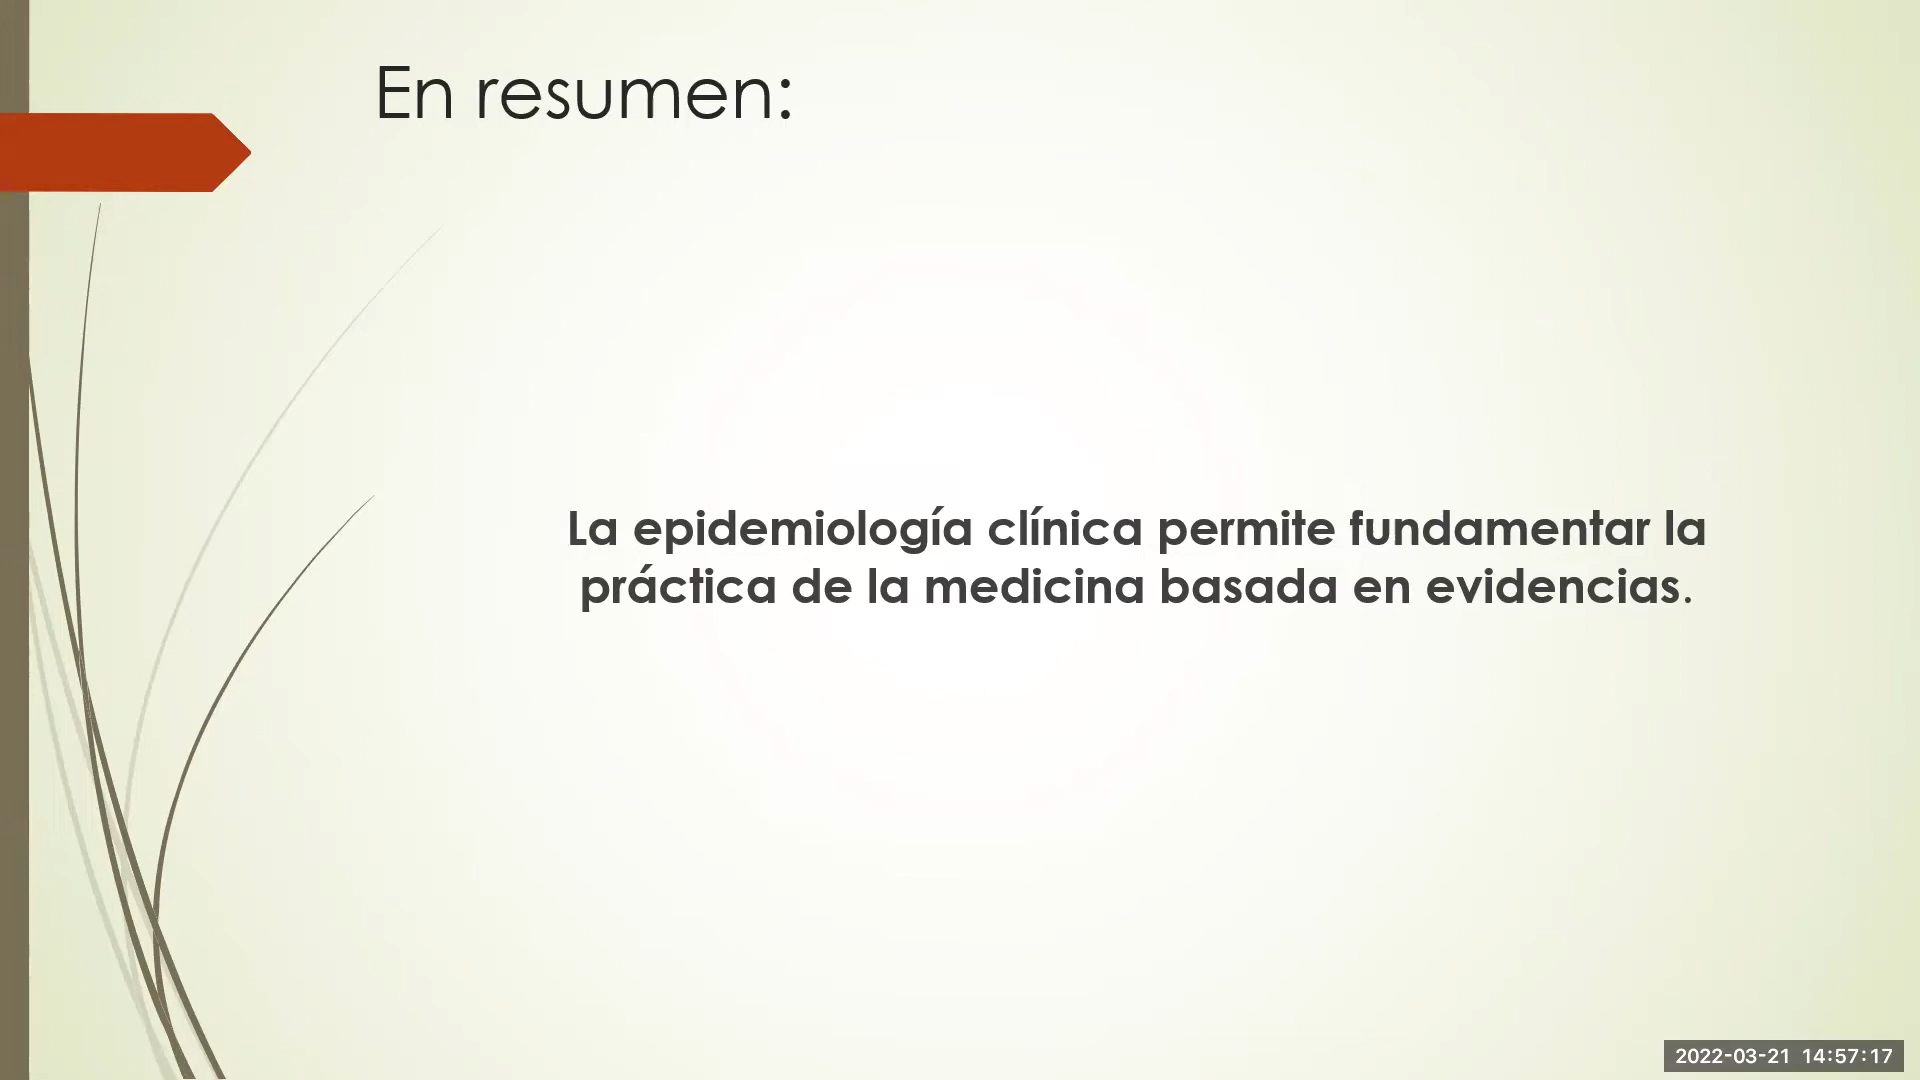 En resumen:
La epidemiología clínica permite fundamentar la
práctica de la medicina basada en evidencias.
2022-03-21 14:57:17